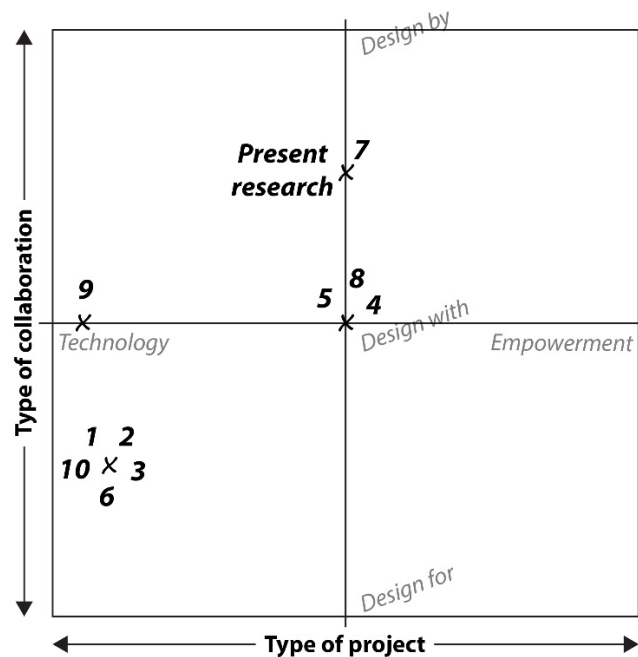 Design by
Present 7
research
8
9 5 4
Design with
Technology Empowerment
1 2
10 3
6
Design for
Type of collaboration
Type of project